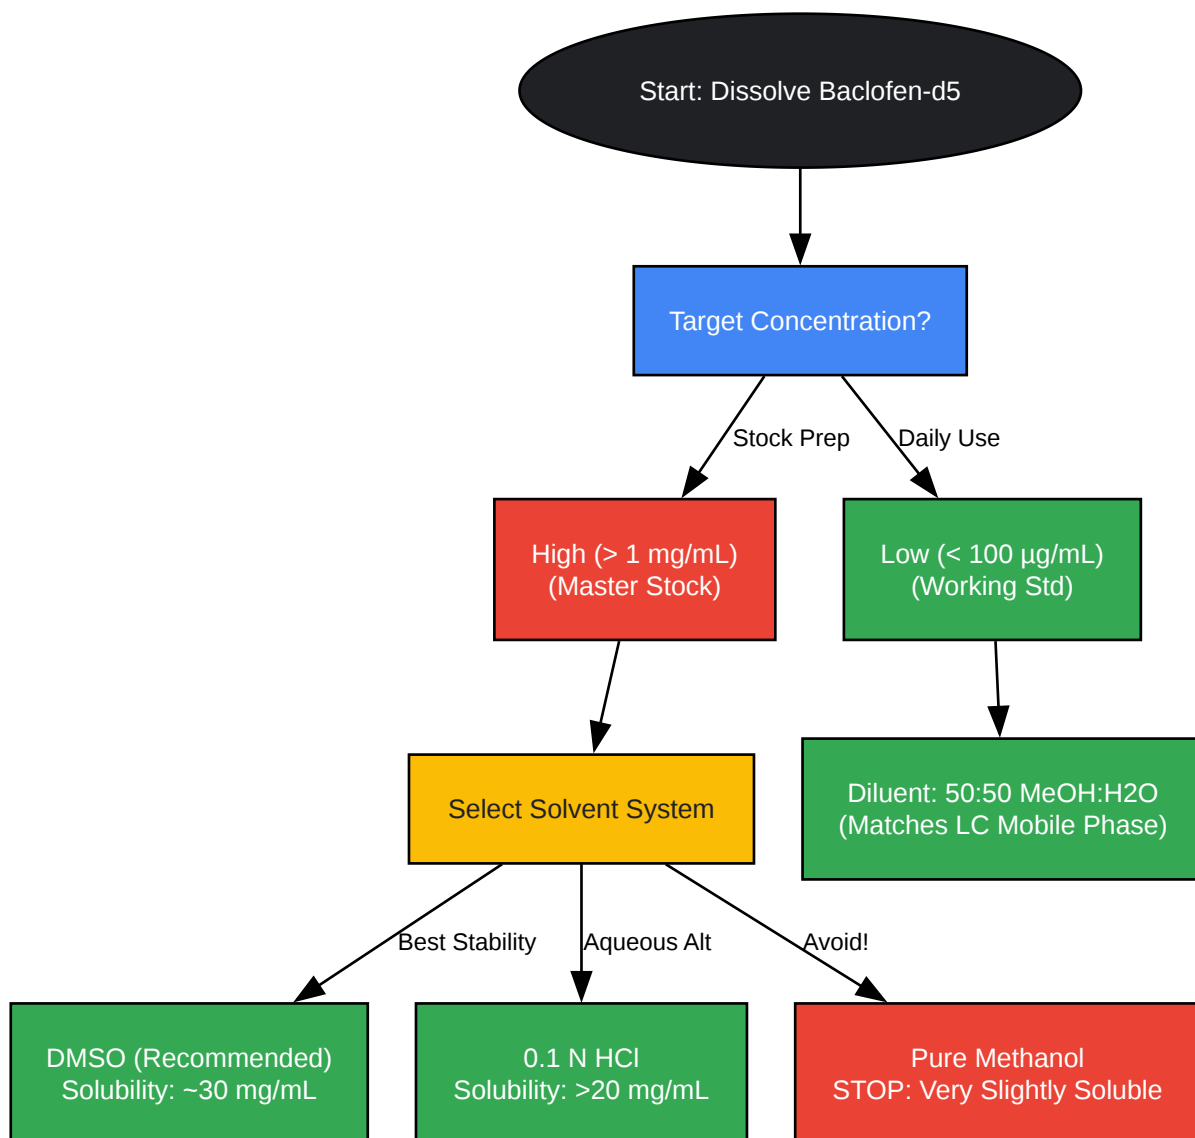 Start: Dissolve Baclofen-d5
Target Concentration?
Stock Prep
Daily Use
High (> 1 mg/mL)
(Master Stock)
Low (< 100 µg/mL)
(Working Std)
Select Solvent System
Diluent: 50:50 MeOH:H2O
(Matches LC Mobile Phase)
Best Stability
Aqueous Alt
Avoid!
DMSO (Recommended)
Solubility: ~30 mg/mL
0.1 N HCl
Solubility: >20 mg/mL
Pure Methanol
STOP: Very Slightly Soluble